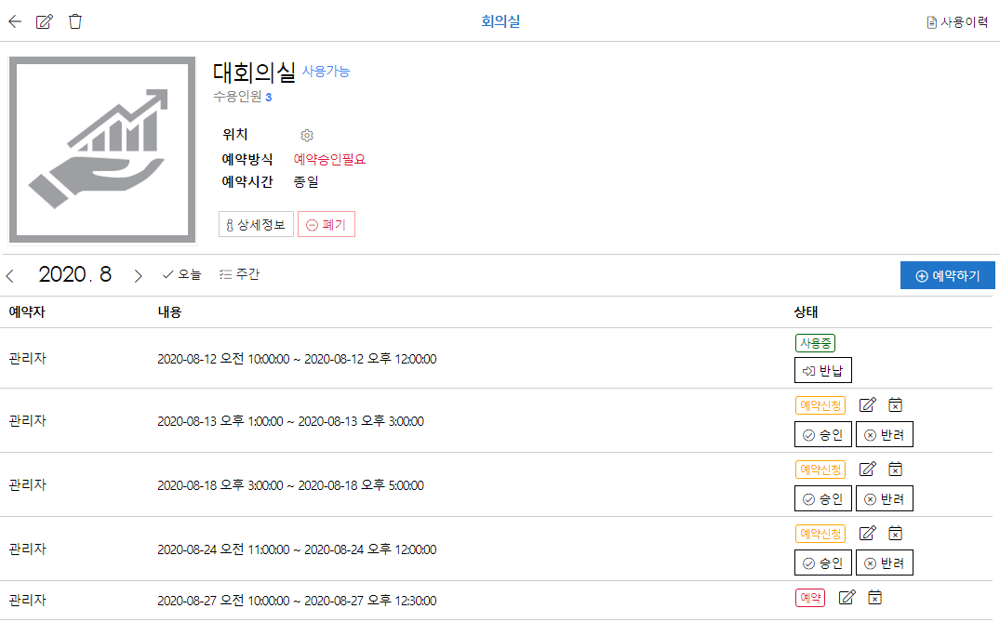 회의실
사용이력
대회의실 사용가능
수용인원 3
위치
예약방식 예약승인필요
예약시간 종일
상세정보 폐기
2020. 8 오늘 주간 예약하기
예약자 내용 상태
관리자 2020-08-12 오전 10:00:00 ~ 2020-08-12 오후 12:00:00 사용중
반납
관리자 2020-08-13 오후 1:00:00 ~ 2020-08-13 오후 3:00:00 예약신청
승인 반려
관리자 2020-08-18 오후 3:00:00 ~ 2020-08-18 오후 5:00:00 예약신청
승인 반려
관리자 2020-08-24 오전 11:00:00 ~ 2020-08-24 오후 12:00:00 예약신청
승인 반려
관리자 2020-08-27 오전 10:00:00 ~ 2020-08-27 오후 12:30:00 예약